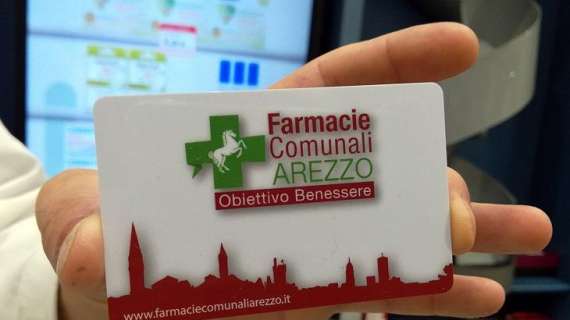 Farmacie
Comunali
AREZZO
Obiettivo Benessere
www.farmaciecomunaliarezzo.it